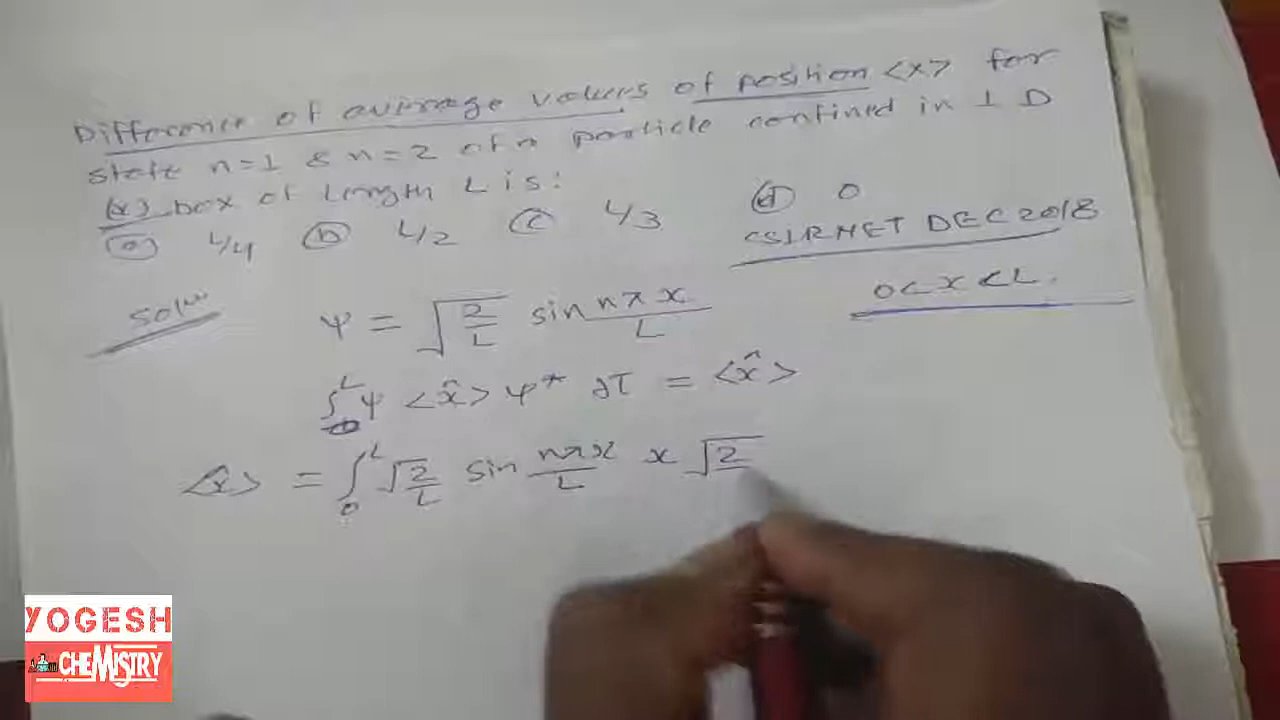 Difference of average values of position <x> for
state n=1 & n=2 of a particle confined in 1 D
(x) box of length L is:
(a) L/4 (b) L/2 (c) L/3 (d) 0
CSIRNET DEC 2018
Soln 0<x<L.
ψ = √2/L sin nπx/L
∫₀ᴸ ψ <x̂> ψ* dτ = <x̂>
<x> = ∫₀ᴸ √2/L sin nπx/L x √2
YOGESH
CHEMISTRY